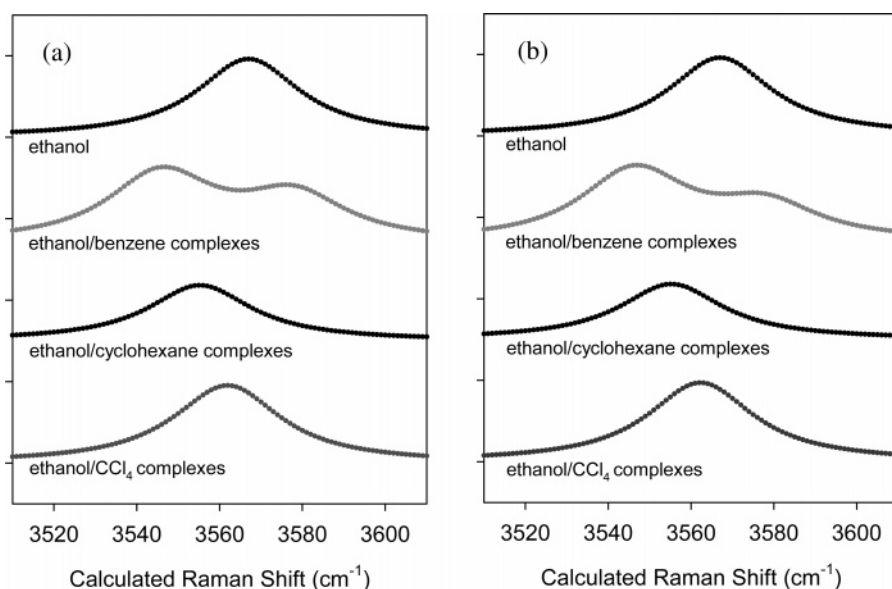 (a)
ethanol
ethanol/benzene complexes
ethanol/cyclohexane complexes
ethanol/CCl₄ complexes
3520 3540 3560 3580 3600
Calculated Raman Shift (cm⁻¹)
(b)
ethanol
ethanol/benzene complexes
ethanol/cyclohexane complexes
ethanol/CCl₄ complexes
3520 3540 3560 3580 3600
Calculated Raman Shift (cm⁻¹)